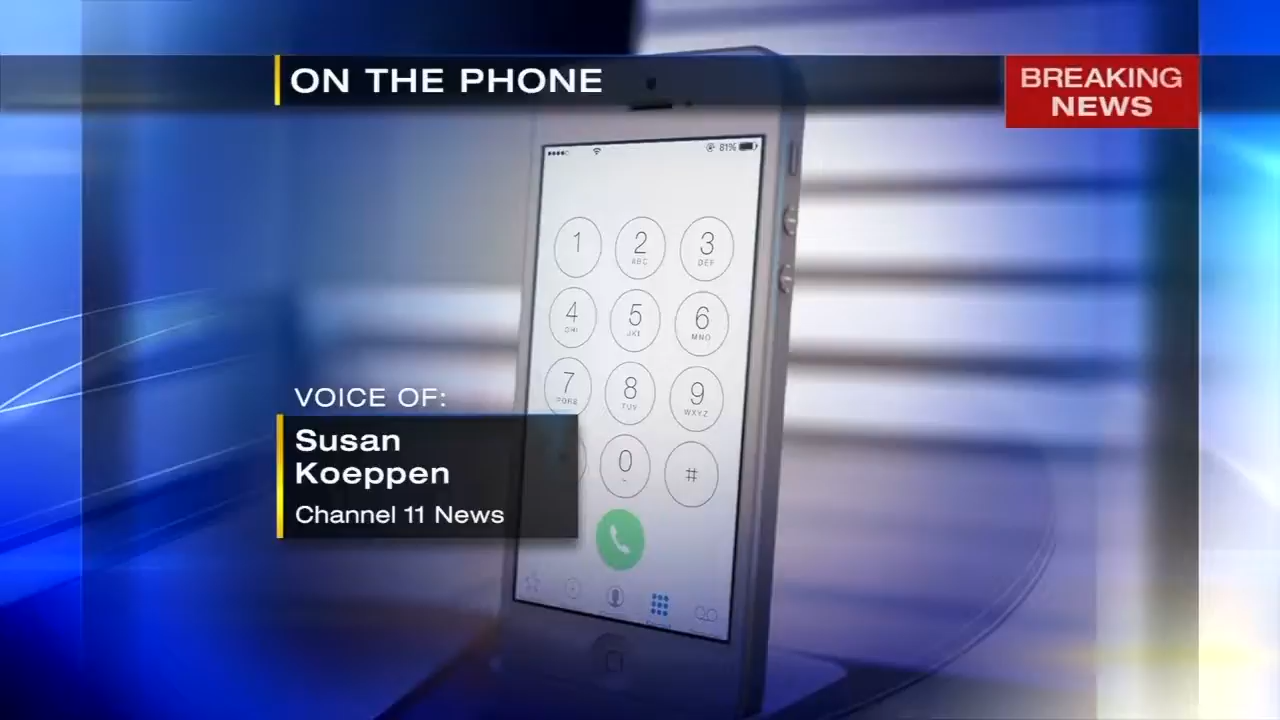 ON THE PHONE
BREAKING
NEWS
81%
1
2
ABC
3
DEF
4
GHI
5
JKL
6
MNO
7
PQRS
8
TUV
9
WXYZ
0
#
VOICE OF:
Susan
Koeppen
Channel 11 News